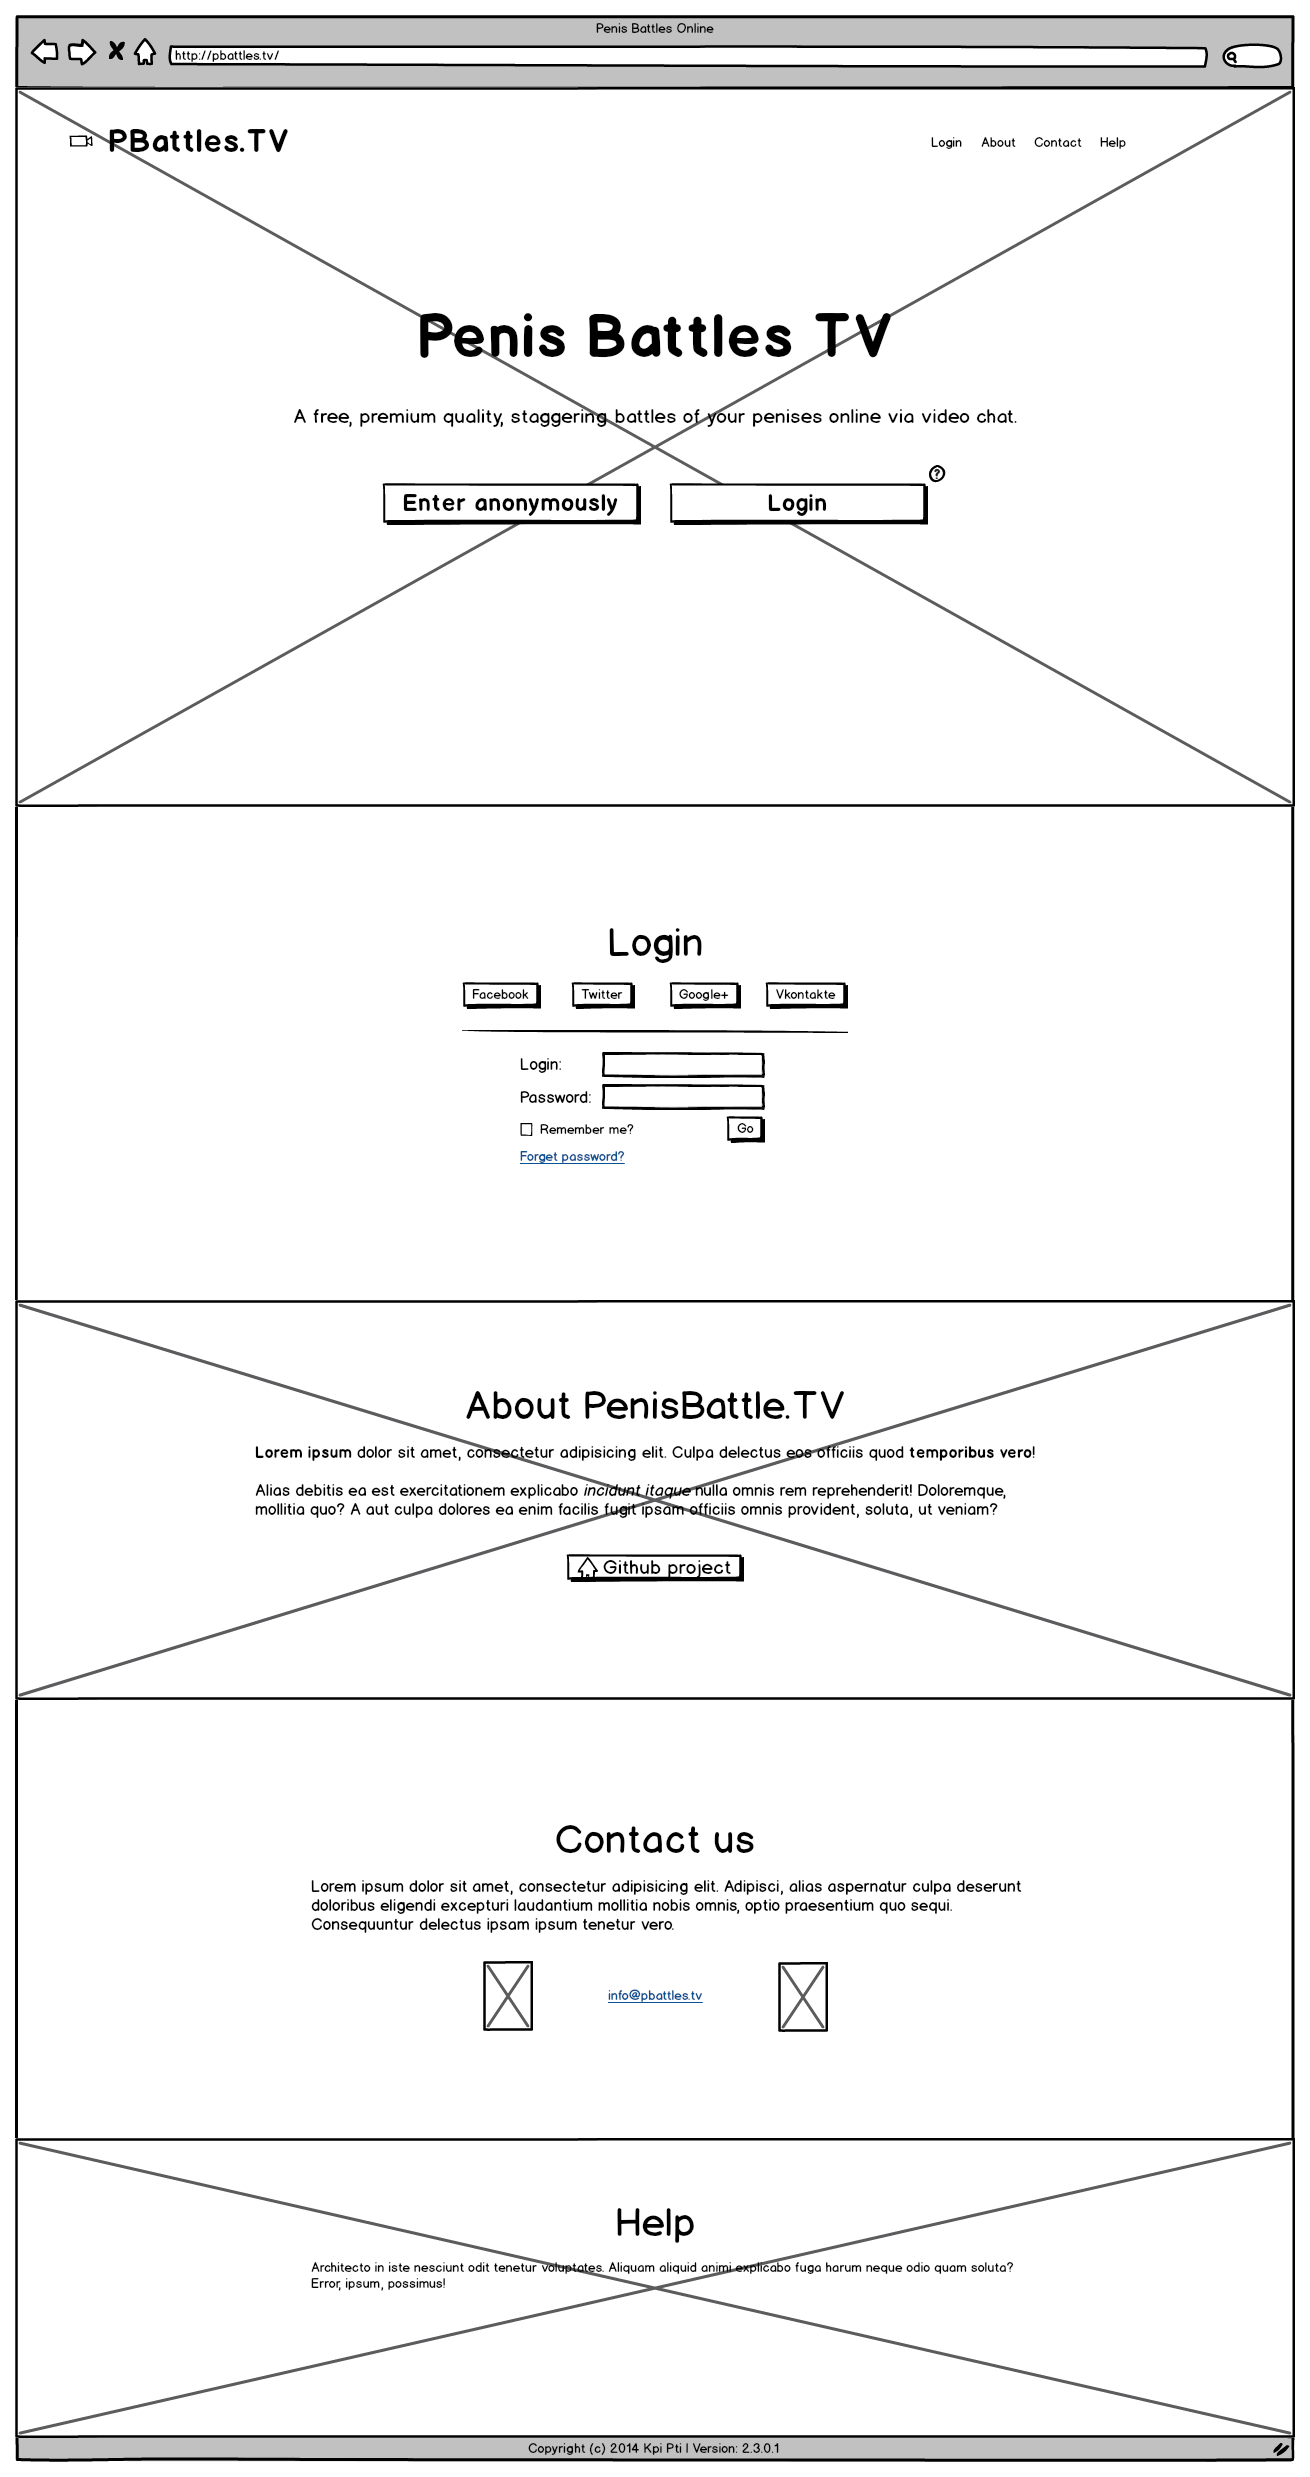 Penis Battles Online
http://pbattles.tv/
PBattles.TV
Login About Contact Help
Penis Battles TV
A free, premium quality, staggering battles of your penises online via video chat.
?
Enter anonymously Login
Login
Facebook Twitter Google+ Vkontakte
Login:
Password:
Remember me? Go
Forget password?
About PenisBattle.TV
Lorem ipsum dolor sit amet, consectetur adipisicing elit. Culpa delectus eos officiis quod temporibus vero!
Alias debitis ea est exercitationem explicabo incidunt itaque nulla omnis rem reprehenderit! Doloremque,
mollitia quo? A aut culpa dolores ea enim facilis fugit ipsam officiis omnis provident, soluta, ut veniam?
Github project
Contact us
Lorem ipsum dolor sit amet, consectetur adipisicing elit. Adipisci, alias aspernatur culpa deserunt
doloribus eligendi excepturi laudantium mollitia nobis omnis, optio praesentium quo sequi.
Consequuntur delectus ipsam ipsum tenetur vero.
info@pbattles.tv
Help
Architecto in iste nesciunt odit tenetur voluptates. Aliquam aliquid animi explicabo fuga harum neque odio quam soluta?
Error, ipsum, possimus!
Copyright (c) 2014 Kpi Pti | Version: 2.3.0.1